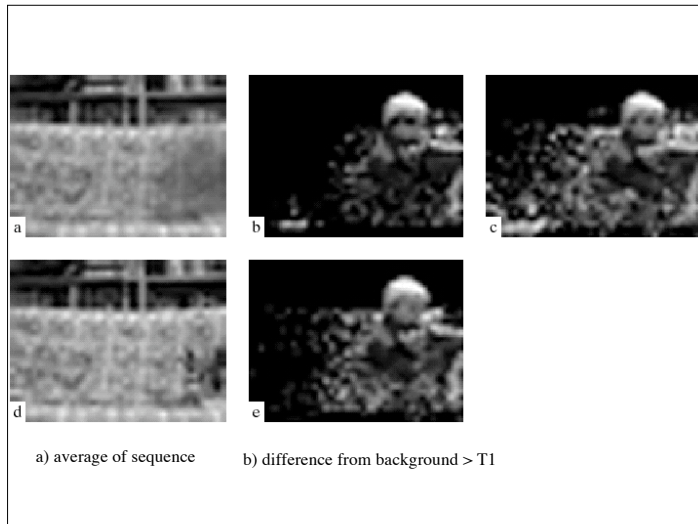 a
b
c
d
e
a) average of sequence
b) difference from background > T1